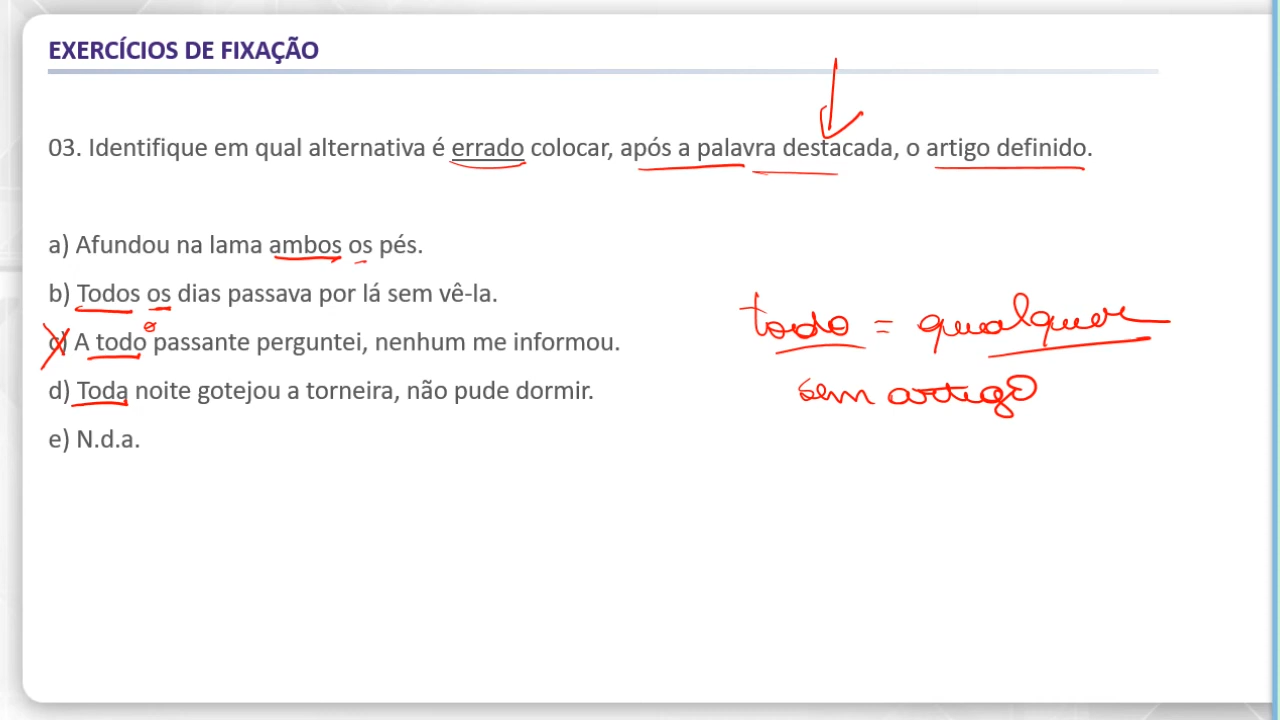 EXERCÍCIOS DE FIXAÇÃO
03. Identifique em qual alternativa é errado colocar, após a palavra destacada, o artigo definido.
a) Afundou na lama ambos os pés.
b) Todos os dias passava por lá sem vê-la.
c) A todo passante perguntei, nenhum me informou.
d) Toda noite gotejou a torneira, não pude dormir.
e) N.d.a.
todo = qualquer
sem artigo